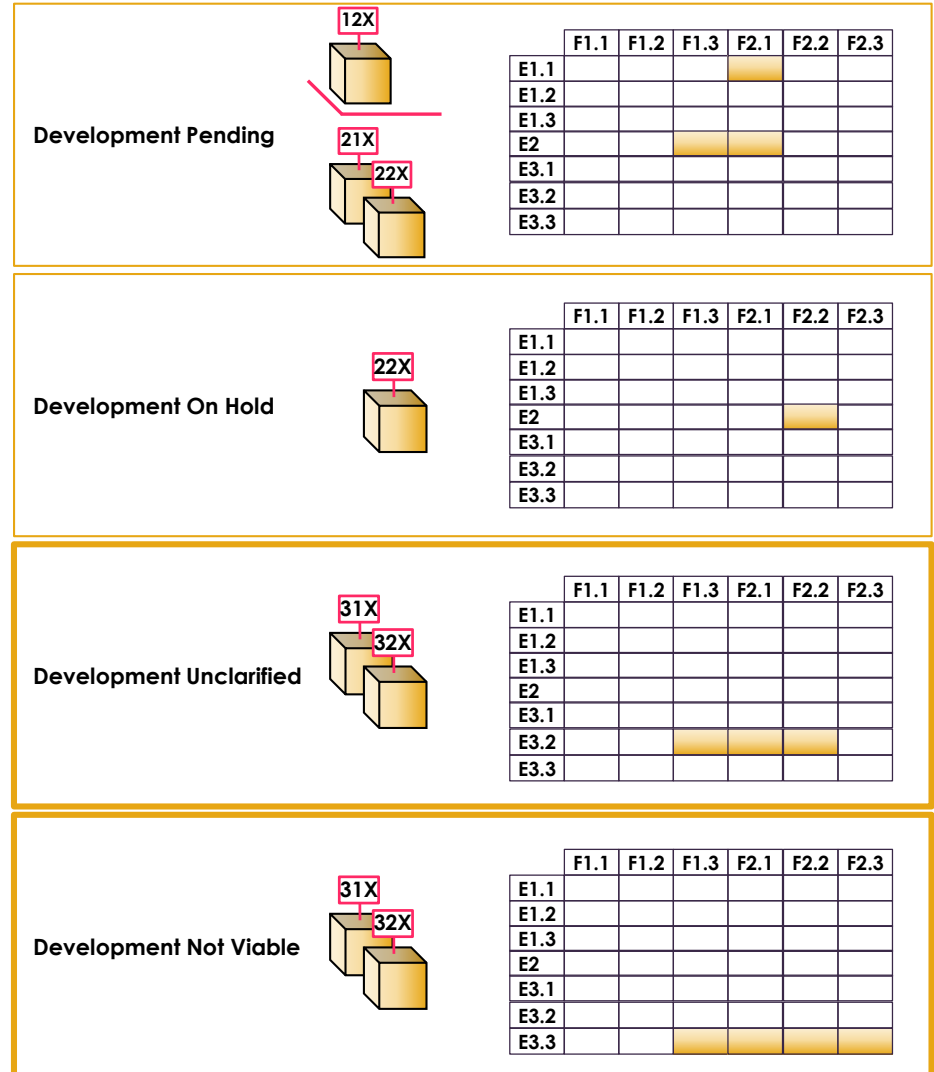 12X
F1.1 F1.2 F1.3 F2.1 F2.2 F2.3
E1.1
E1.2
E1.3
Development Pending
21X
E2
22X
E3.1
E3.2
E3.3
F1.1 F1.2 F1.3 F2.1 F2.2 F2.3
E1.1
E1.2
22X
E1.3
Development On Hold
E2
E3.1
E3.2
E3.3
F1.1 F1.2 F1.3 F2.1 F2.2 F2.3
31X
E1.1
E1.2
32X
E1.3
Development Unclarified
E2
E3.1
E3.2
E3.3
F1.1 F1.2 F1.3 F2.1 F2.2 F2.3
31X
E1.1
E1.2
32X
E1.3
Development Not Viable
E2
E3.1
E3.2
E3.3